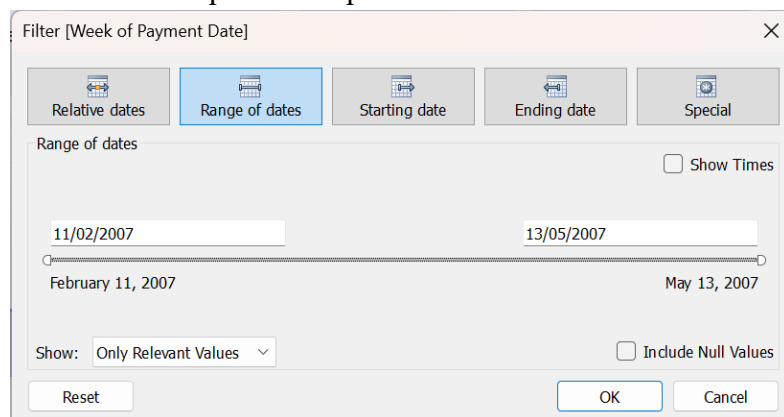 Filter [Week of Payment Date]
Relative dates Range of dates Starting date Ending date Special
Range of dates
Show Times
11/02/2007 13/05/2007
February 11, 2007 May 13, 2007
Show: Only Relevant Values Include Null Values
Reset OK Cancel